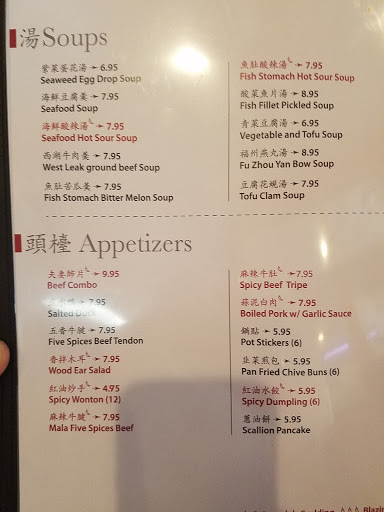 湯 Soups
紫菜蛋花湯 6.95
Seaweed Egg Drop Soup
海鮮豆腐羹 7.95
Seafood Soup
海鮮酸辣湯 7.95
Seafood Hot Sour Soup
西湖牛肉羹 7.95
West Leak ground beef Soup
魚肚苦瓜羹 7.95
Fish Stomach Bitter Melon Soup
魚肚酸辣湯 7.95
Fish Stomach Hot Sour Soup
酸菜魚片湯 8.95
Fish Fillet Pickled Soup
青菜豆腐湯 6.95
Vegetable and Tofu Soup
福州燕丸湯 8.95
Fu Zhou Yan Bow Soup
豆腐花蜆湯 7.95
Tofu Clam Soup
頭檯 Appetizers
夫妻肺片 9.95
Beef Combo
7.95
Salted Duck
五香牛腱 7.95
Five Spices Beef Tendon
香拌木耳 7.95
Wood Ear Salad
紅油炒手 4.95
Spicy Wonton (12)
麻辣牛腱 7.95
Mala Five Spices Beef
麻辣牛肚 7.95
Spicy Beef Tripe
蒜泥白肉 7.95
Boiled Pork w/ Garlic Sauce
鍋貼 5.95
Pot Stickers (6)
韭菜煎包 5.95
Pan Fried Chive Buns (6)
紅油水餃 5.95
Spicy Dumpling (6)
蔥油餅 5.95
Scallion Pancake